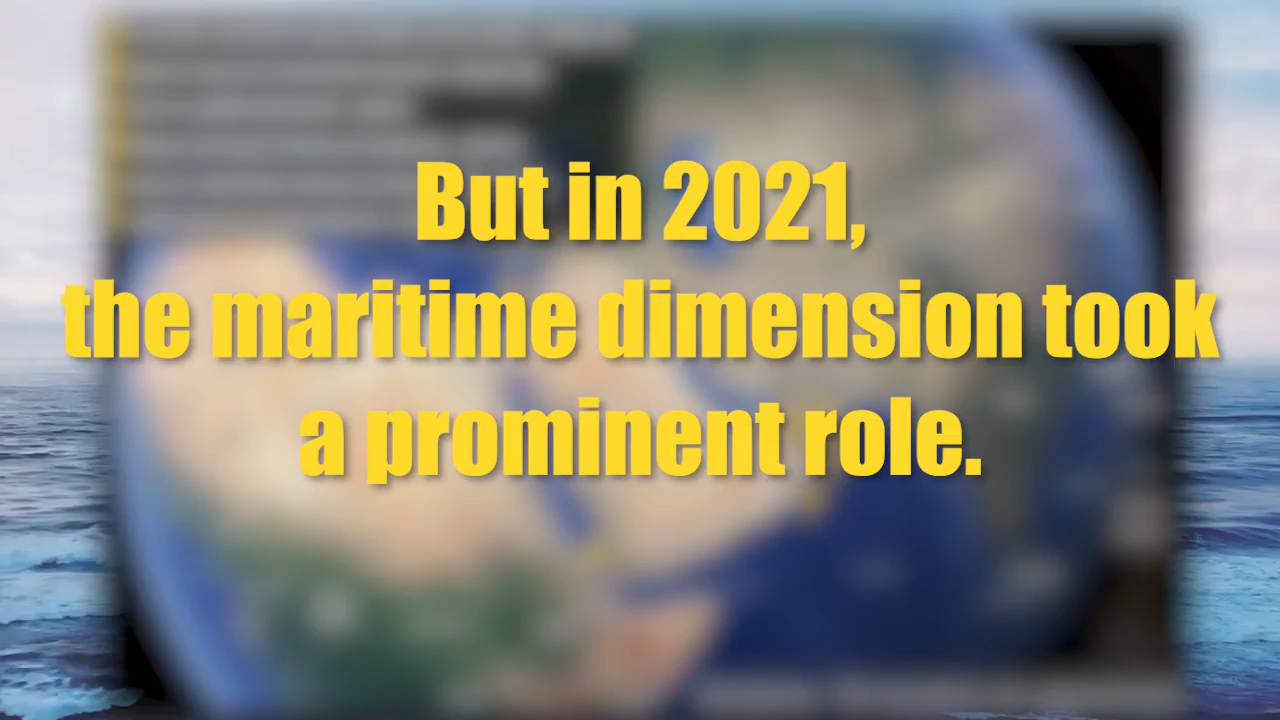 But in 2021,
the maritime dimension took
a prominent role.